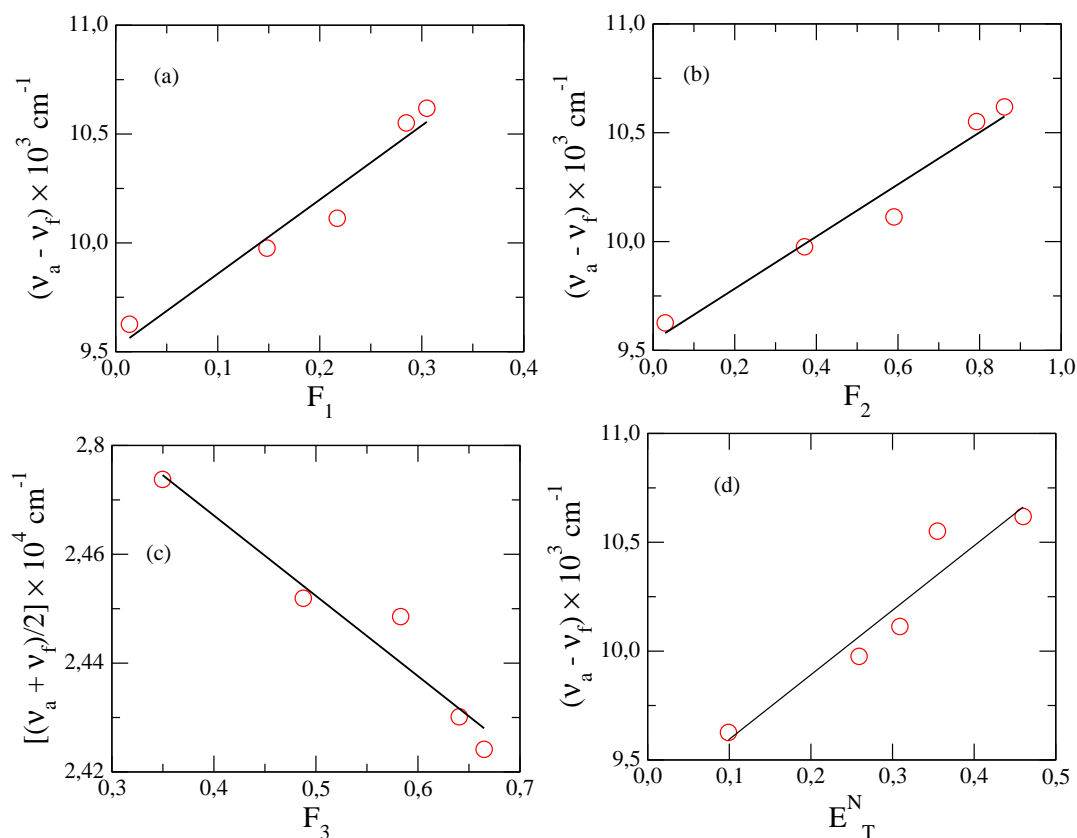 (a)
11,0
10,5
10,0
9,5
0,0 0,1 0,2 0,3 0,4
F_1
(ν_a - ν_f) × 10^3 cm^-1
(b)
11,0
10,5
10,0
9,5
0,0 0,2 0,4 0,6 0,8 1,0
F_2
(ν_a - ν_f) × 10^3 cm^-1
(c)
2,8
2,46
2,44
2,42
0,3 0,4 0,5 0,6 0,7
F_3
[(ν_a + ν_f)/2] × 10^4 cm^-1
(d)
11,0
10,5
10,0
9,5
0,0 0,1 0,2 0,3 0,4 0,5
E^N_T
(ν_a - ν_f) × 10^3 cm^-1